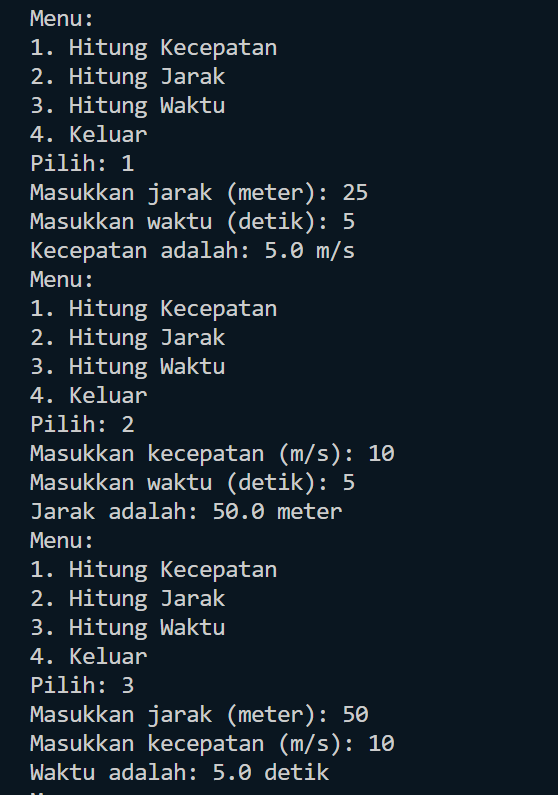 Menu:
1. Hitung Kecepatan
2. Hitung Jarak
3. Hitung Waktu
4. Keluar
Pilih: 1
Masukkan jarak (meter): 25
Masukkan waktu (detik): 5
Kecepatan adalah: 5.0 m/s
Menu:
1. Hitung Kecepatan
2. Hitung Jarak
3. Hitung Waktu
4. Keluar
Pilih: 2
Masukkan kecepatan (m/s): 10
Masukkan waktu (detik): 5
Jarak adalah: 50.0 meter
Menu:
1. Hitung Kecepatan
2. Hitung Jarak
3. Hitung Waktu
4. Keluar
Pilih: 3
Masukkan jarak (meter): 50
Masukkan kecepatan (m/s): 10
Waktu adalah: 5.0 detik